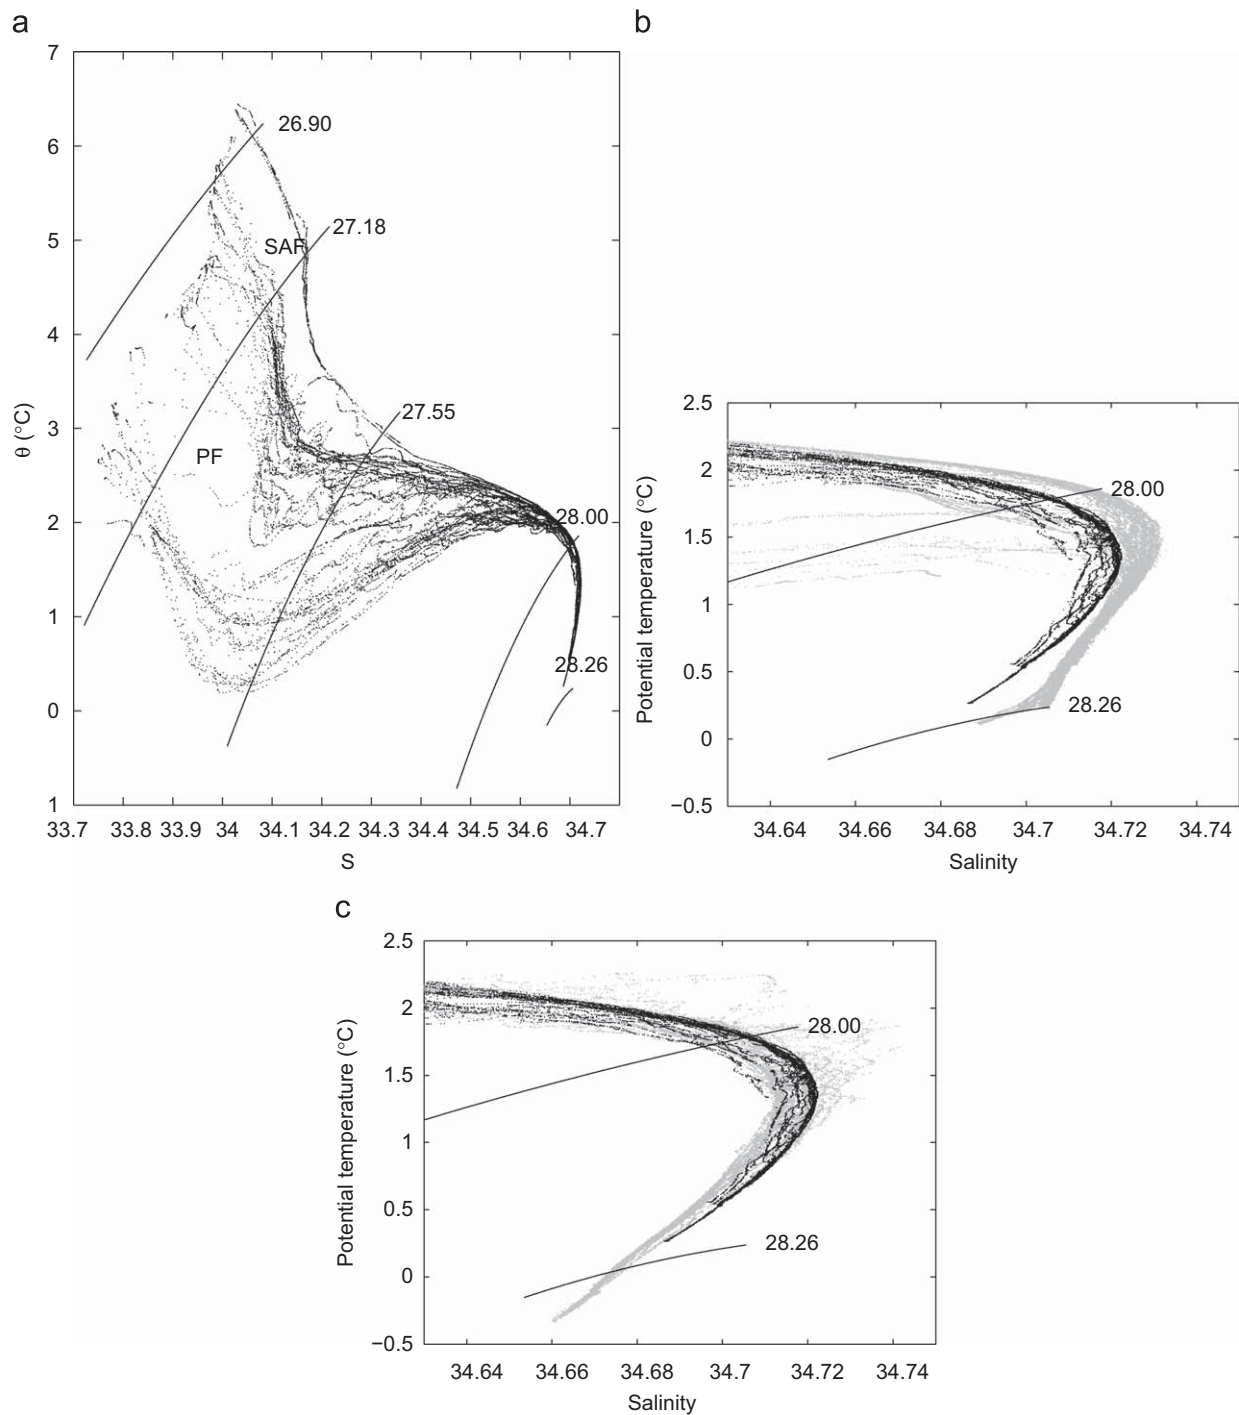 a
b
7
6
5
4
3
2
1
0
1
θ (°C)
26.90
27.18
SAF
27.55
PF
28.00
28.26
33.7 33.8 33.9 34 34.1 34.2 34.3 34.4 34.5 34.6 34.7
S
2.5
2
1.5
1
0.5
0
−0.5
Potential temperature (°C)
28.00
28.26
34.64 34.66 34.68 34.7 34.72 34.74
Salinity
c
2.5
2
1.5
1
0.5
0
−0.5
Potential temperature (°C)
28.00
28.26
34.64 34.66 34.68 34.7 34.72 34.74
Salinity